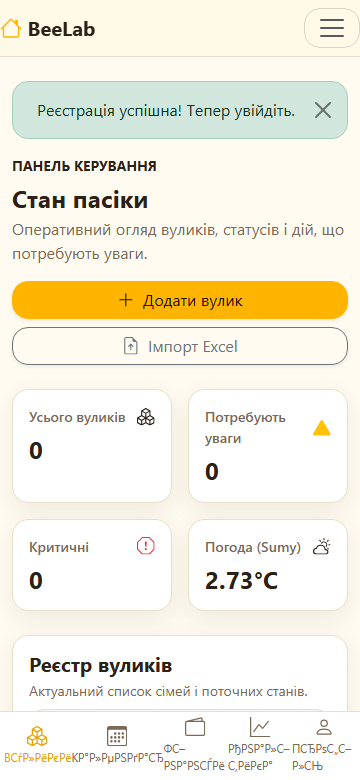 BeeLab
Реєстрація успішна! Тепер увійдіть.
ПАНЕЛЬ КЕРУВАННЯ
Стан пасіки
Оперативний огляд вуликів, статусів і дій, що
потребують уваги.
Додати вулик
Імпорт Excel
Усього вуликів
0
Потребують
уваги
0
Критичні
0
Погода (Sumy)
2.73°C
Реєстр вуликів
Актуальний список сімей і поточних станів.